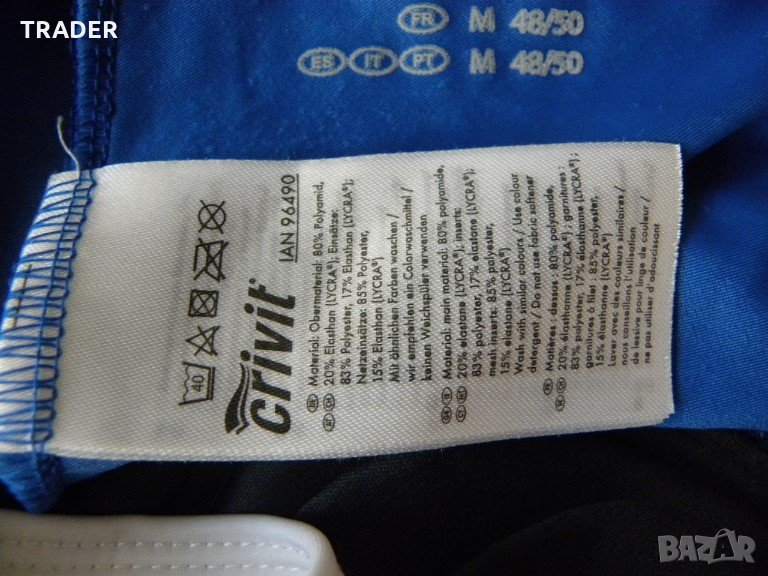 TRADER
FR M 48/50
ES IT PT M 48/50
40
crivit
IAN 96490
Material: Obermaterial: 80% Polyamid,
20% Elasthan (LYCRA®); Einsätze:
83% Polyester, 17% Elasthan (LYCRA®);
Netzeinsätze: 85% Polyester,
15% Elasthan (LYCRA®)
Mit ähnlichen Farben waschen /
wir empfehlen ein Colorwaschmittel /
keinen Weichspüler verwenden
Material: main material: 80% polyamide,
20% elastane (LYCRA®); inserts:
83% polyester, 17% elastane (LYCRA®);
mesh inserts: 85% polyester,
15% elastane (LYCRA®)
Wash with similar colours / Use colour
detergent / Do not use fabric softener
Matières : dessus : 80% polyamide,
20% élasthanne (LYCRA®) ; garnitures :
83% polyester, 17% élasthanne (LYCRA®) ;
garnitures à filet : 85% polyester,
15% élasthanne (LYCRA®)
Laver avec des couleurs similaires /
nous conseillons l'utilisation
de lessive pour linge de couleur /
ne pas utiliser d'adoucissant
BAZAR